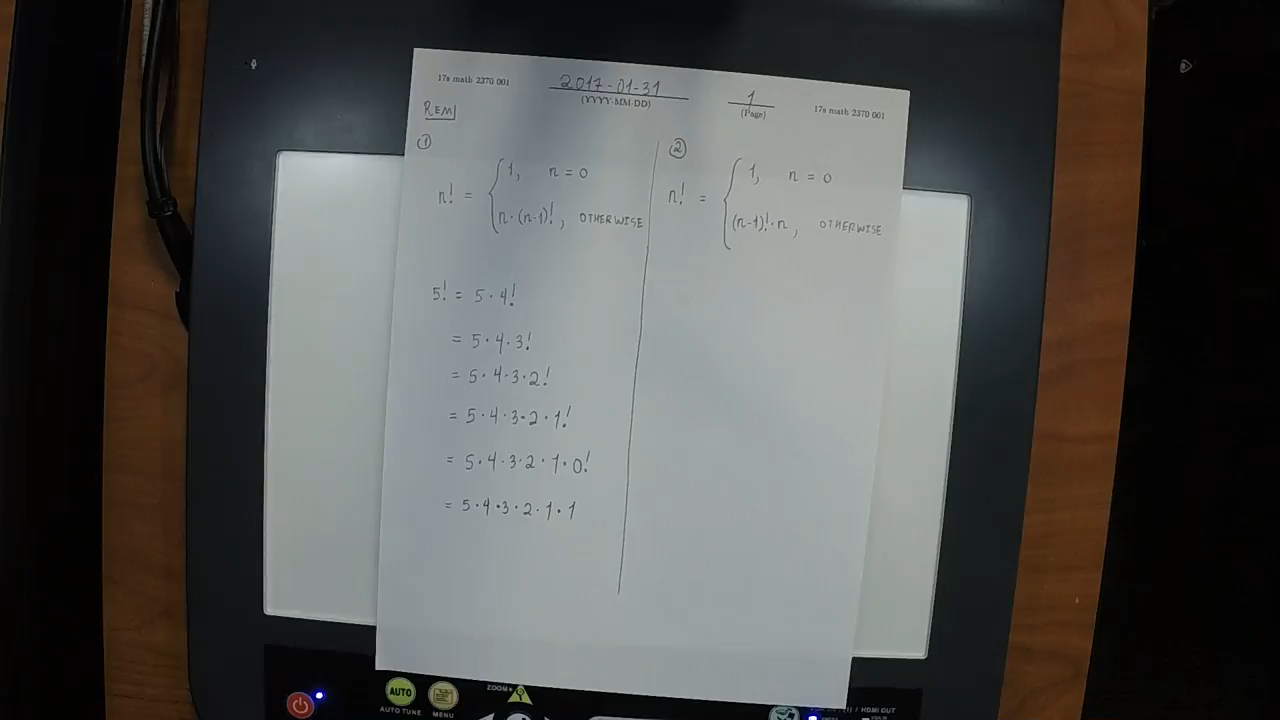 17s math 2370 001
2017-01-31
(YYYY-MM-DD)
1
(Page)
17s math 2370 001
REM
①
n! = { 1, n = 0
n·(n-1)!, OTHERWISE
5! = 5·4!
= 5·4·3!
= 5·4·3·2!
= 5·4·3·2·1!
= 5·4·3·2·1·0!
= 5·4·3·2·1·1
②
n! = { 1, n = 0
(n-1)!·n, OTHERWISE
AUTO
AUTO TUNE
MENU
ZOOM+
/ HDMI OUT